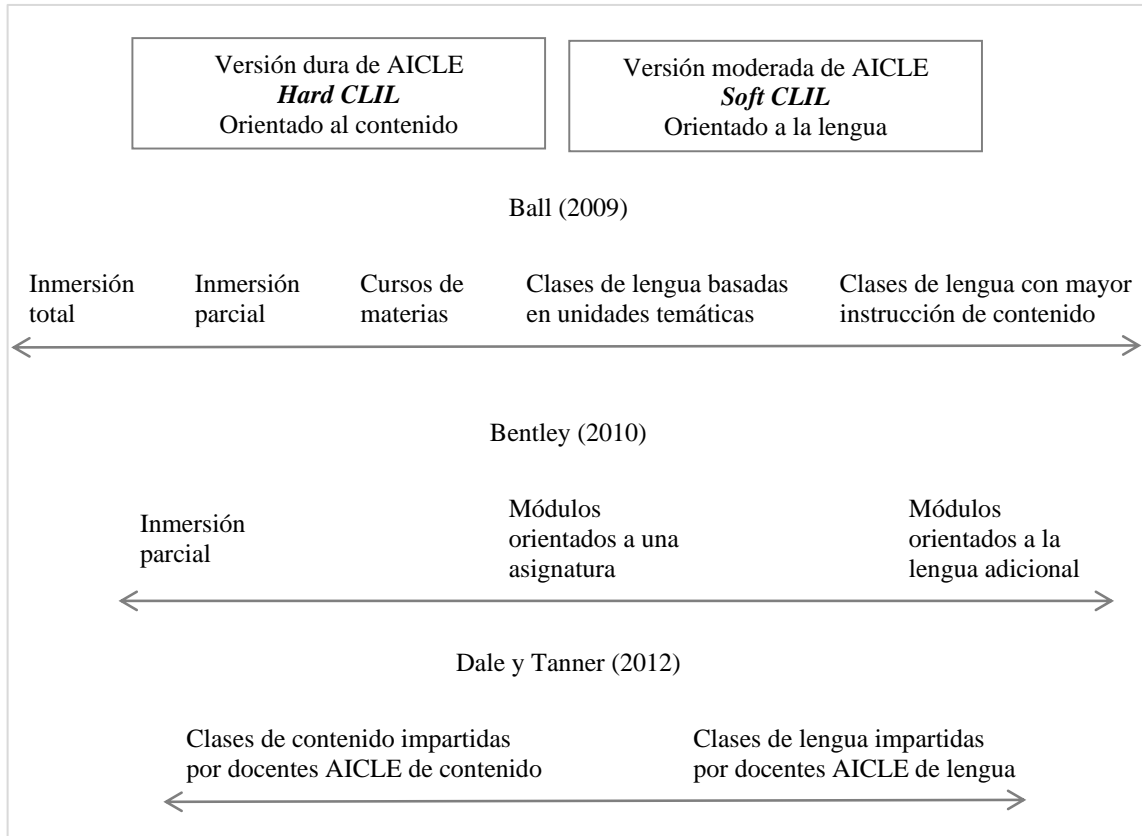 Versión dura de AICLE
Hard CLIL
Orientado al contenido
Versión moderada de AICLE
Soft CLIL
Orientado a la lengua
Ball (2009)
Inmersión
total
Inmersión
parcial
Cursos de
materias
Clases de lengua basadas
en unidades temáticas
Clases de lengua con mayor
instrucción de contenido
Bentley (2010)
Inmersión
parcial
Módulos
orientados a una
asignatura
Módulos
orientados a la
lengua adicional
Dale y Tanner (2012)
Clases de contenido impartidas
por docentes AICLE de contenido
Clases de lengua impartidas
por docentes AICLE de lengua